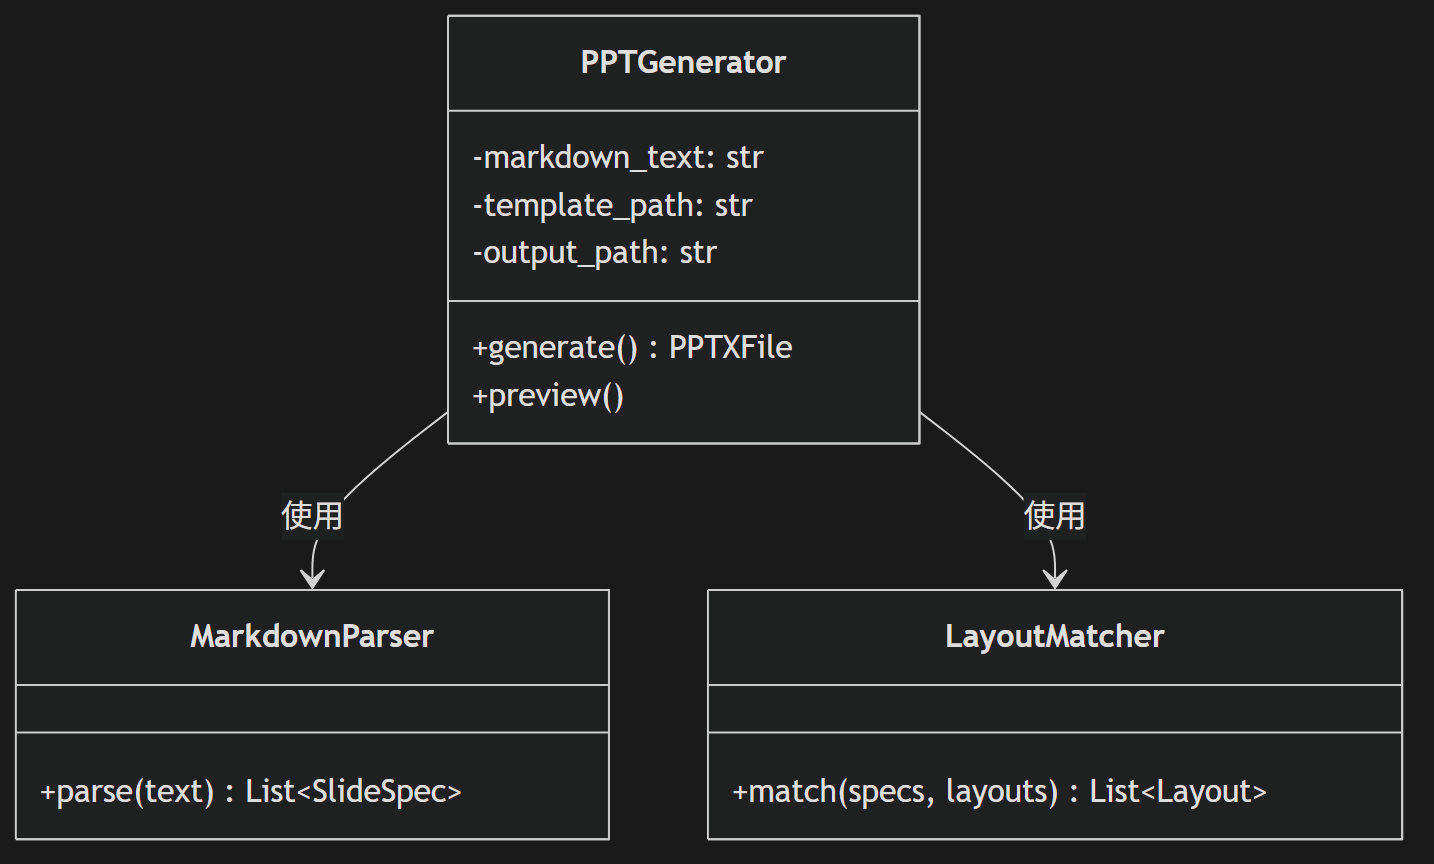 PPTGenerator
-markdown_text: str
-template_path: str
-output_path: str
+generate() : PPTXFile
+preview()
使用
使用
MarkdownParser
+parse(text) : List<SlideSpec>
LayoutMatcher
+match(specs, layouts) : List<Layout>